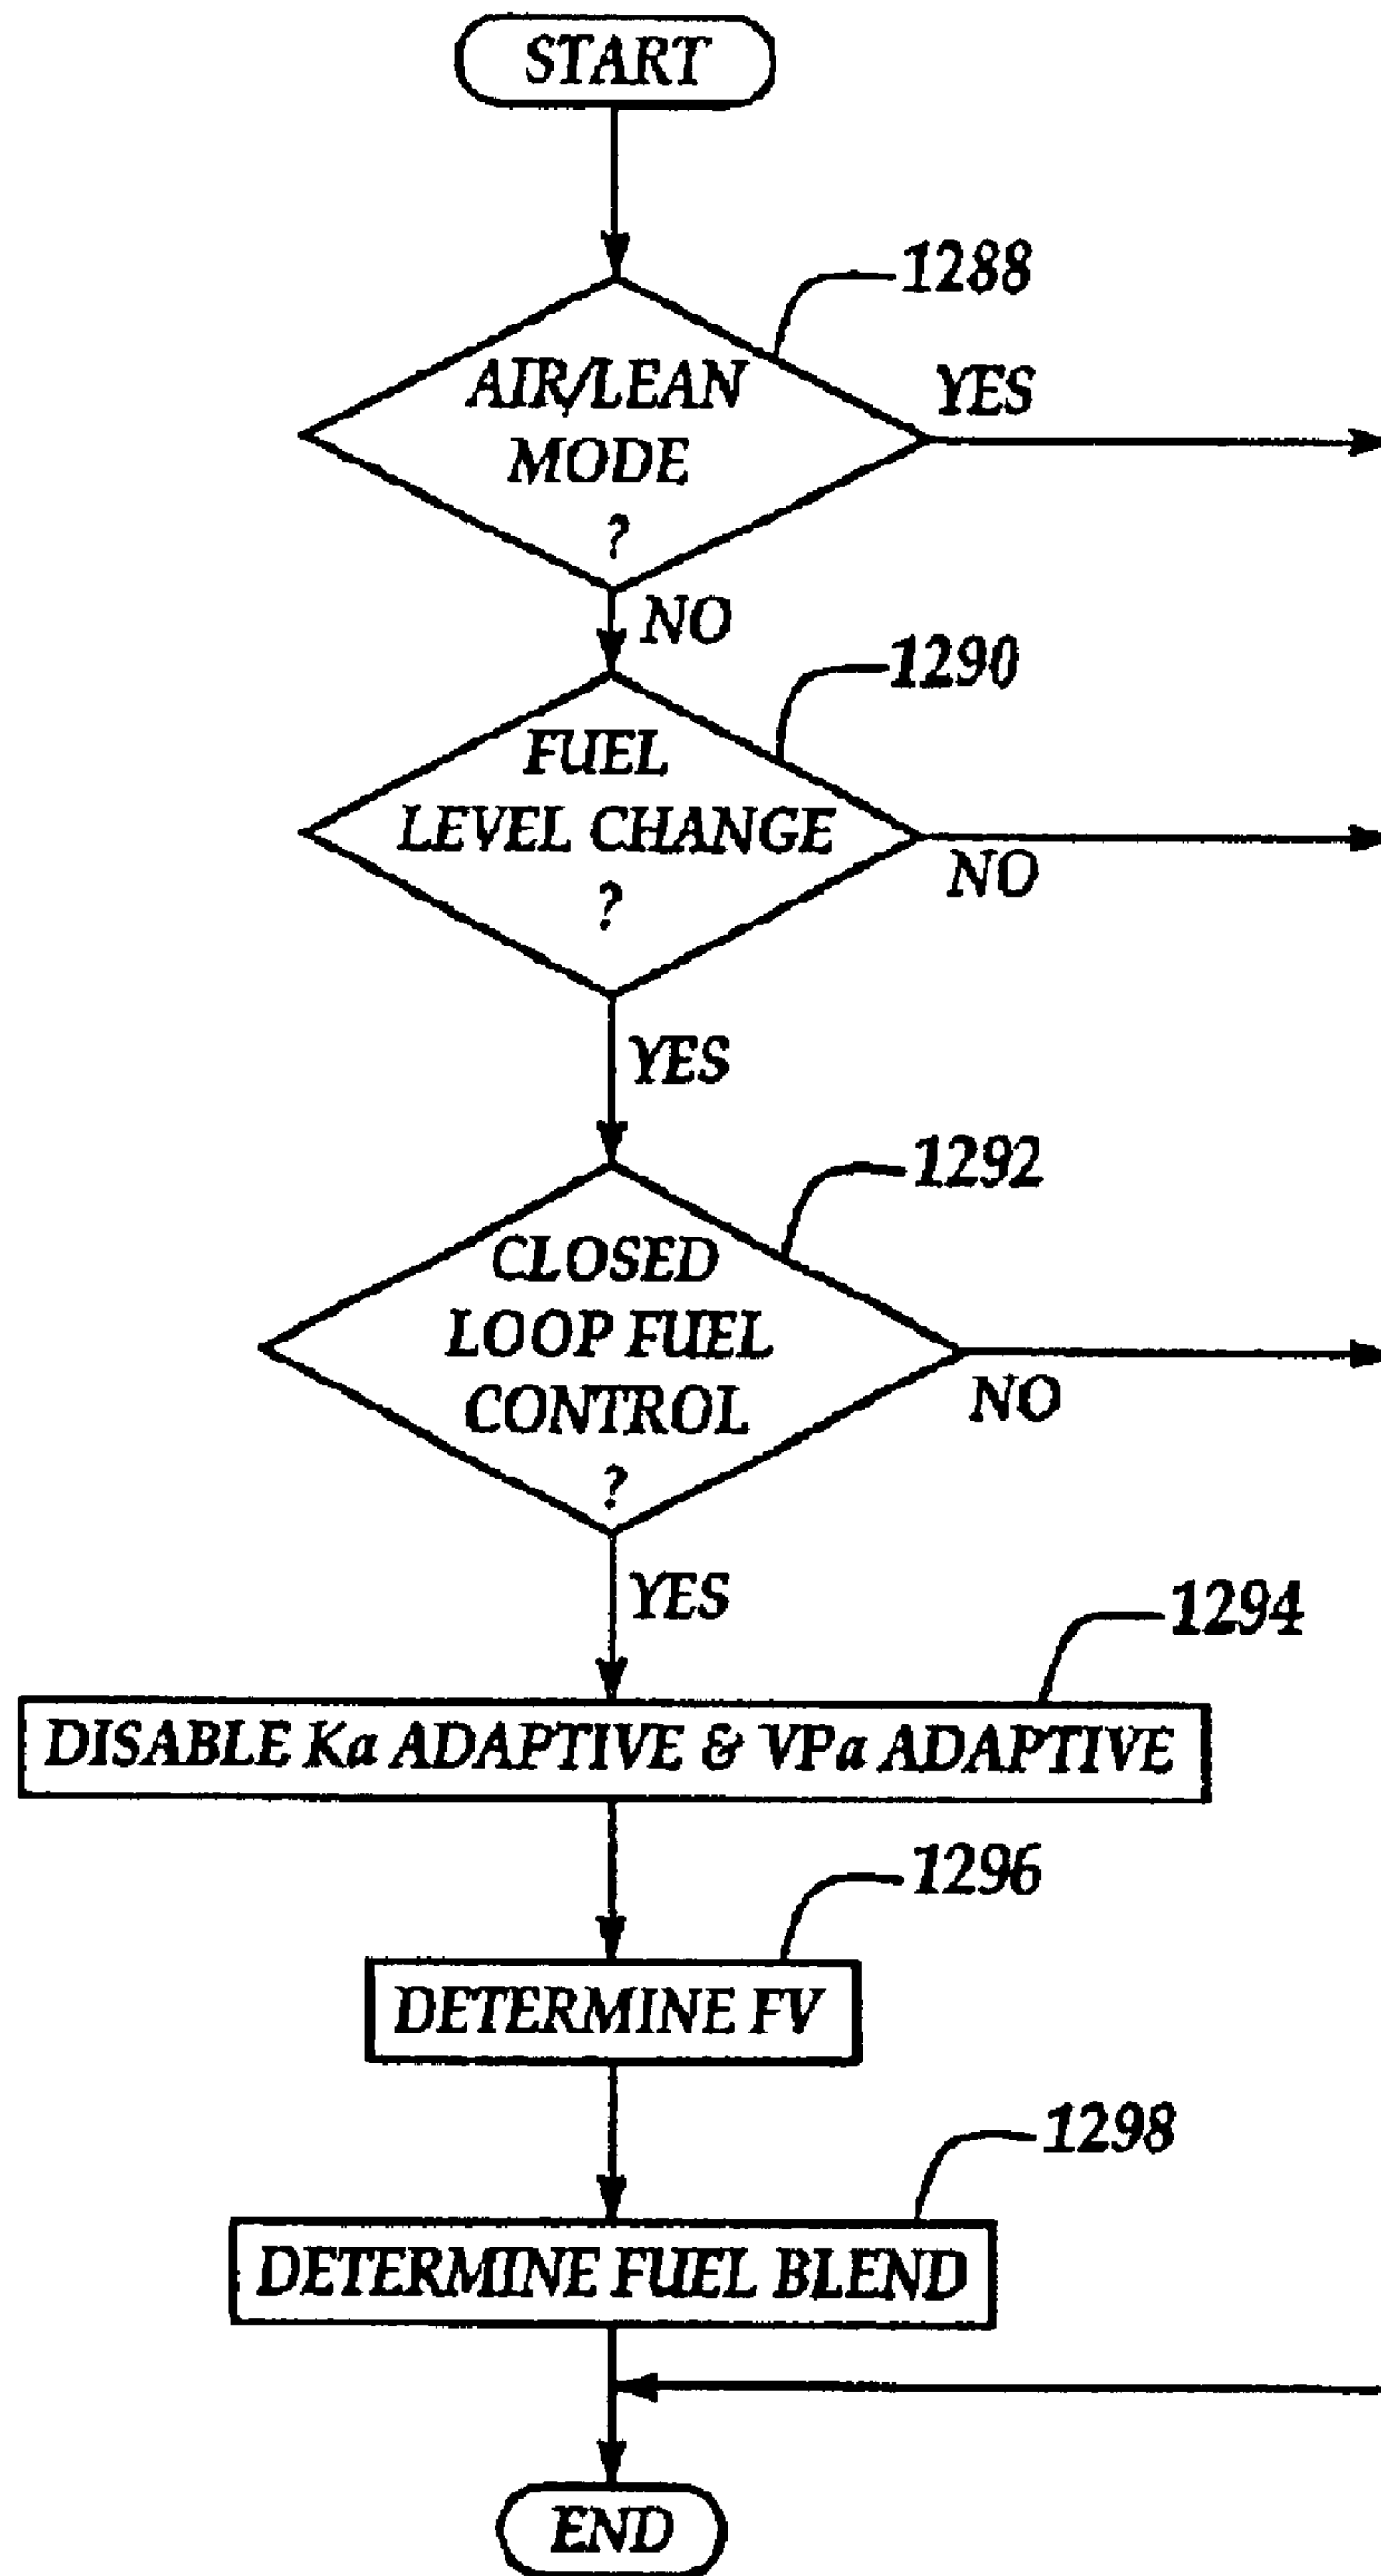 START
1288
AIR/LEAN
MODE
?
YES
NO
1290
FUEL
LEVEL CHANGE
?
NO
YES
1292
CLOSED
LOOP FUEL
CONTROL
?
NO
YES
1294
DISABLE Ka ADAPTIVE & VPa ADAPTIVE
1296
DETERMINE FV
1298
DETERMINE FUEL BLEND
END